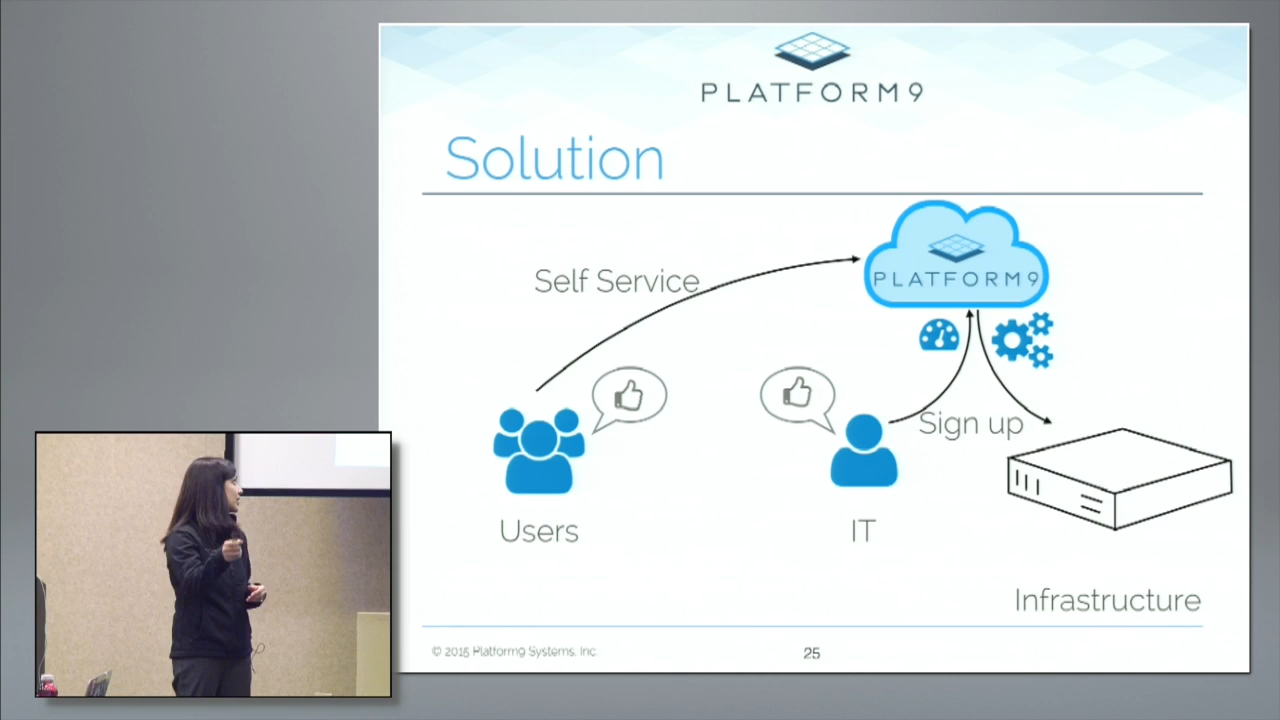 PLATFORM9
Solution
Self Service
PLATFORM9
Sign up
Users
IT
Infrastructure
© 2015 Platform9 Systems, Inc.
25